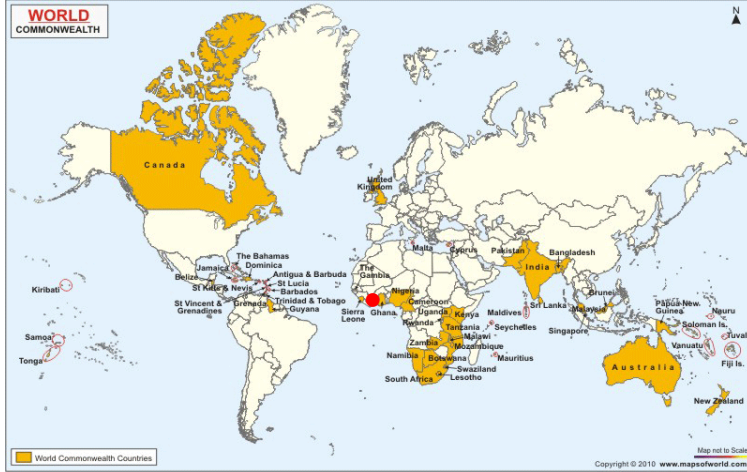 WORLD
COMMONWEALTH
N
Canada
United
Kingdom
Malta
Cyprus
Pakistan
Bangladesh
India
The Bahamas
Jamaica
Dominica
Belize
Antigua & Barbuda
St Kitts & Nevis
St Lucia
Barbados
St Vincent &
Grenadines
Grenada
Trinidad & Tobago
Guyana
The
Gambia
Nigeria
Sierra
Leone
Ghana
Cameroon
Uganda
Kenya
Rwanda
Tanzania
Malawi
Zambia
Mozambique
Namibia
Botswana
Swaziland
South Africa
Lesotho
Maldives
Sri Lanka
Seychelles
Mauritius
Brunei
Malaysia
Singapore
Papua New
Guinea
Nauru
Soloman Is.
Tuval
Vanuatu
Fiji Is.
Australia
New Zealand
Kiribati
Samoa
Tonga
World Commonwealth Countries
Map not to Scale
Copyright © 2010 www.mapsofworld.com